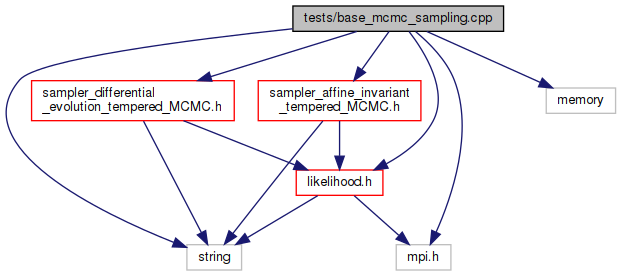 tests/base_mcmc_sampling.cpp
sampler_differential
_evolution_tempered_MCMC.h
sampler_affine_invariant
_tempered_MCMC.h
memory
likelihood.h
string
mpi.h